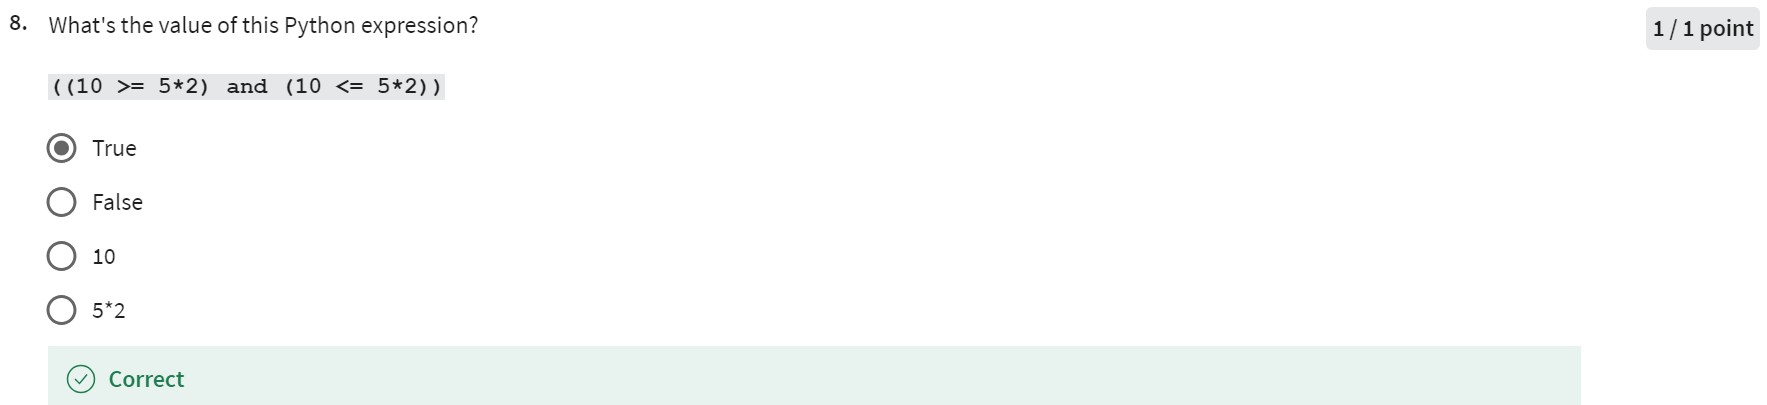 8. What's the value of this Python expression?
1 / 1 point
((10 >= 5*2) and (10 <= 5*2))
True
False
10
5*2
Correct